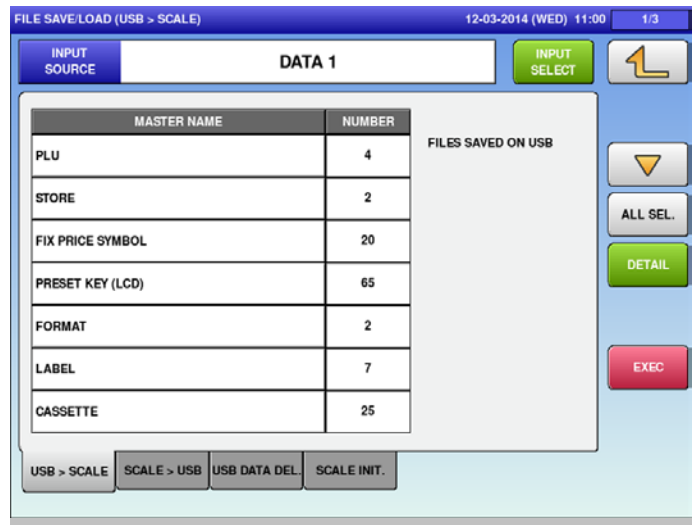 FILE SAVE/LOAD (USB > SCALE) 12-03-2014 (WED) 11:00 1/3
INPUT SOURCE
DATA 1
INPUT SELECT
MASTER NAME NUMBER
PLU 4
STORE 2
FIX PRICE SYMBOL 20
PRESET KEY (LCD) 65
FORMAT 2
LABEL 7
CASSETTE 25
FILES SAVED ON USB
ALL SEL.
DETAIL
EXEC
USB > SCALE SCALE > USB USB DATA DEL. SCALE INIT.